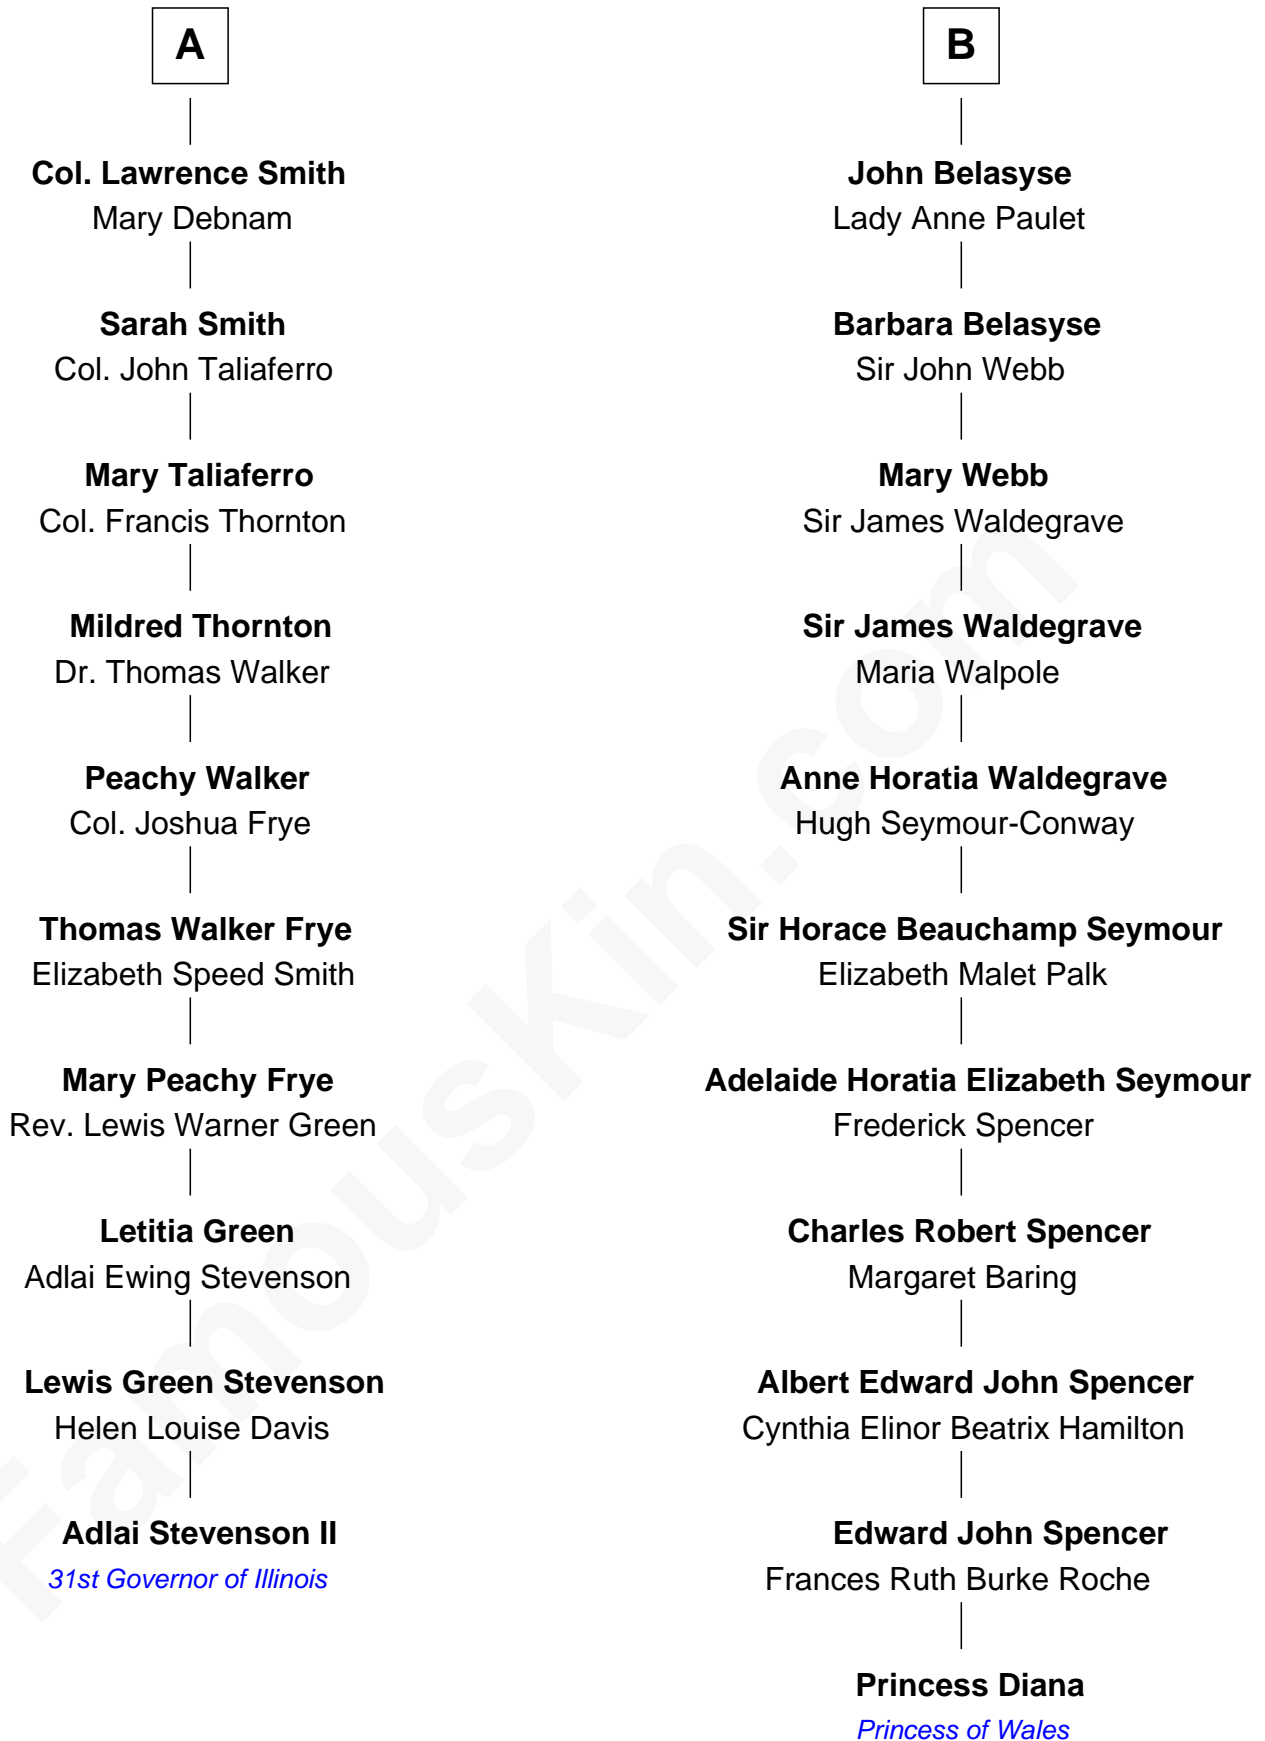 A
Col. Lawrence Smith
Mary Debnam
Sarah Smith
Col. John Taliaferro
Mary Taliaferro
Col. Francis Thornton
Mildred Thornton
Dr. Thomas Walker
Peachy Walker
Col. Joshua Frye
Thomas Walker Frye
Elizabeth Speed Smith
Mary Peachy Frye
Rev. Lewis Warner Green
Letitia Green
Adlai Ewing Stevenson
Lewis Green Stevenson
Helen Louise Davis
Adlai Stevenson II
31st Governor of Illinois
B
John Belasyse
Lady Anne Paulet
Barbara Belasyse
Sir John Webb
Mary Webb
Sir James Waldegrave
Sir James Waldegrave
Maria Walpole
Anne Horatia Waldegrave
Hugh Seymour-Conway
Sir Horace Beauchamp Seymour
Elizabeth Malet Palk
Adelaide Horatia Elizabeth Seymour
Frederick Spencer
Charles Robert Spencer
Margaret Baring
Albert Edward John Spencer
Cynthia Elinor Beatrix Hamilton
Edward John Spencer
Frances Ruth Burke Roche
Princess Diana
Princess of Wales
FamousKin.com